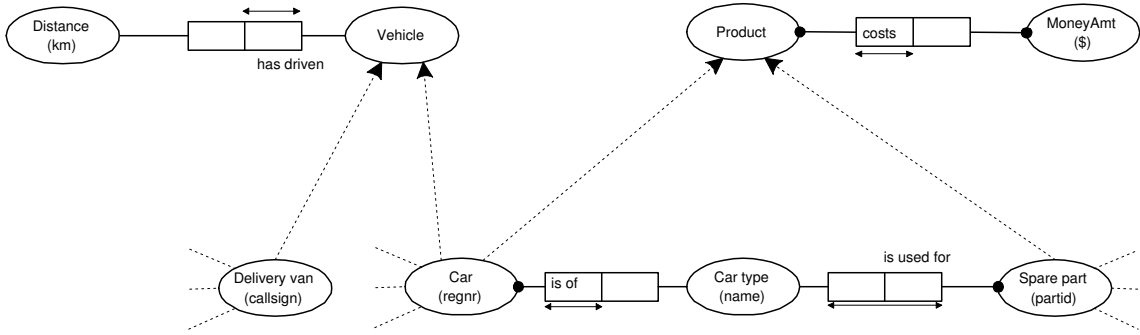 Distance
(km)
has driven
Vehicle
Product
costs
MoneyAmt
($)
Delivery van
(callsign)
Car
(regnr)
is of
Car type
(name)
is used for
Spare part
(partid)